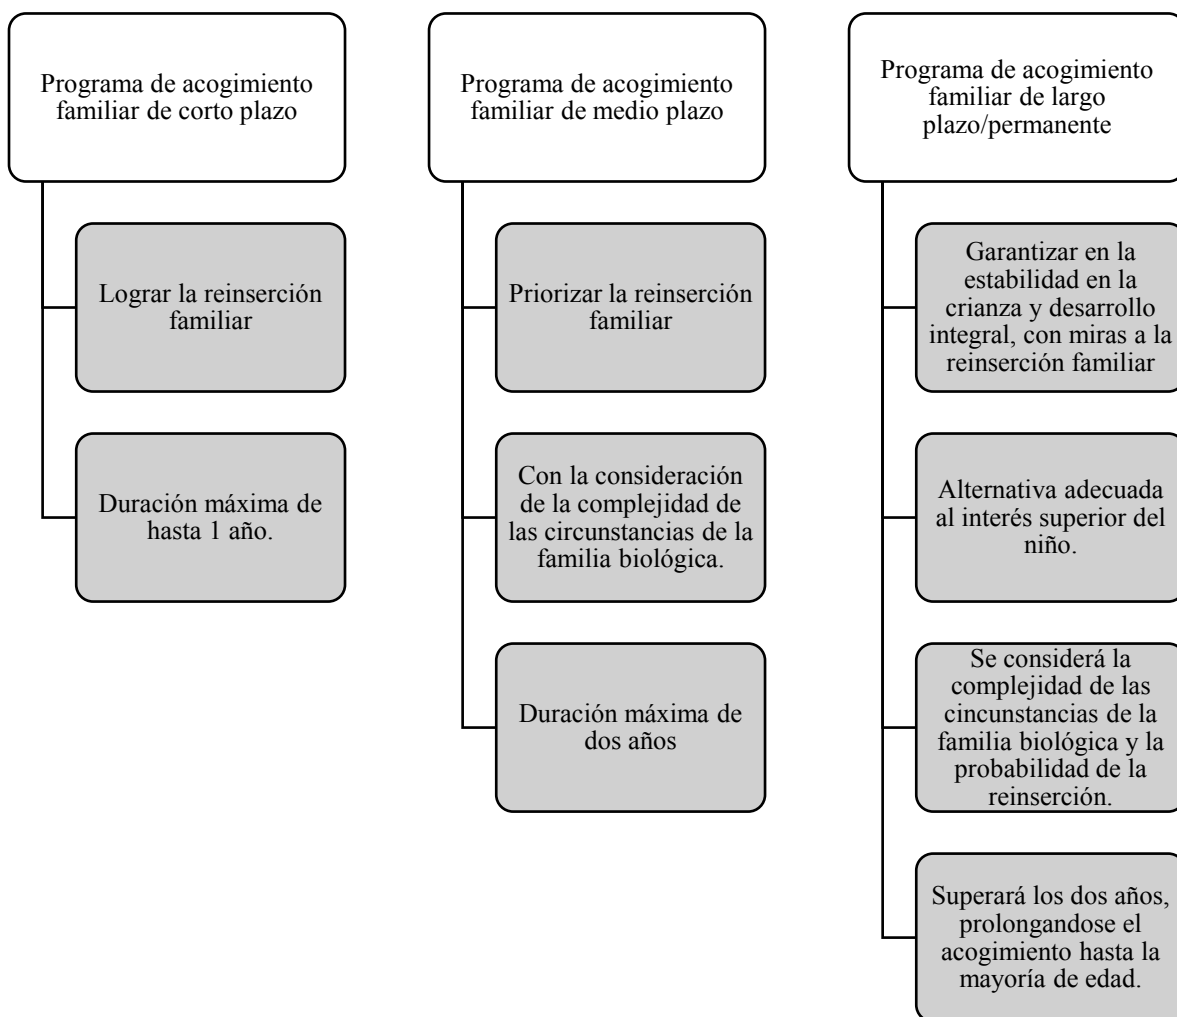 Programa de acogimiento
familiar de corto plazo
Lograr la reinserción
familiar
Duración máxima de
hasta 1 año.
Programa de acogimiento
familiar de medio plazo
Priorizar la reinserción
familiar
Con la consideración
de la complejidad de
las circunstancias de la
familia biológica.
Duración máxima de
dos años
Programa de acogimiento
familiar de largo
plazo/permanente
Garantizar en la
estabilidad en la
crianza y desarrollo
integral, con miras a la
reinserción familiar
Alternativa adecuada
al interés superior del
niño.
Se considerá la
complejidad de las
cincunstancias de la
familia biológica y la
probabilidad de la
reinserción.
Superará los dos años,
prolongandose el
acogimiento hasta la
mayoría de edad.